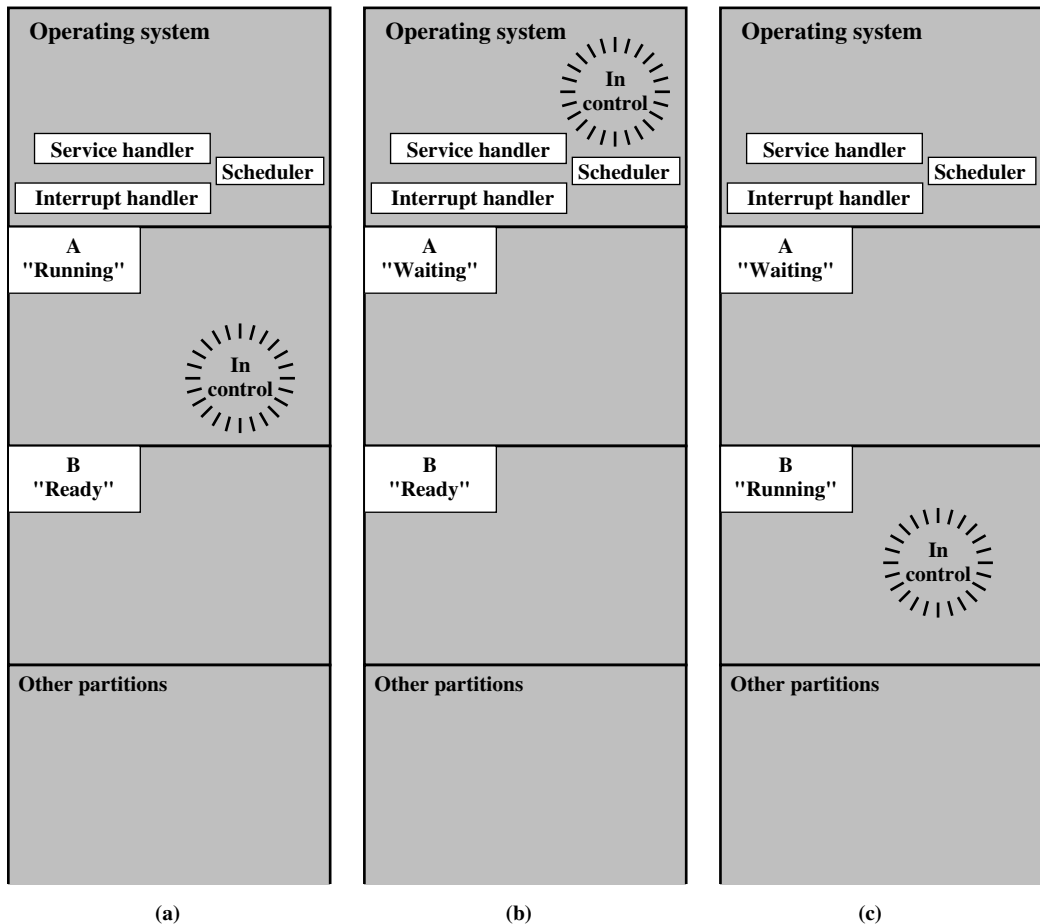 Operating system
In
control
Service handler
Scheduler
Interrupt handler
A
"Running"
In
control
B
"Ready"
Other partitions
(a)
Operating system
In
control
Service handler
Scheduler
Interrupt handler
A
"Waiting"
B
"Ready"
Other partitions
(b)
Operating system
Service handler
Scheduler
Interrupt handler
A
"Waiting"
B
"Running"
In
control
Other partitions
(c)